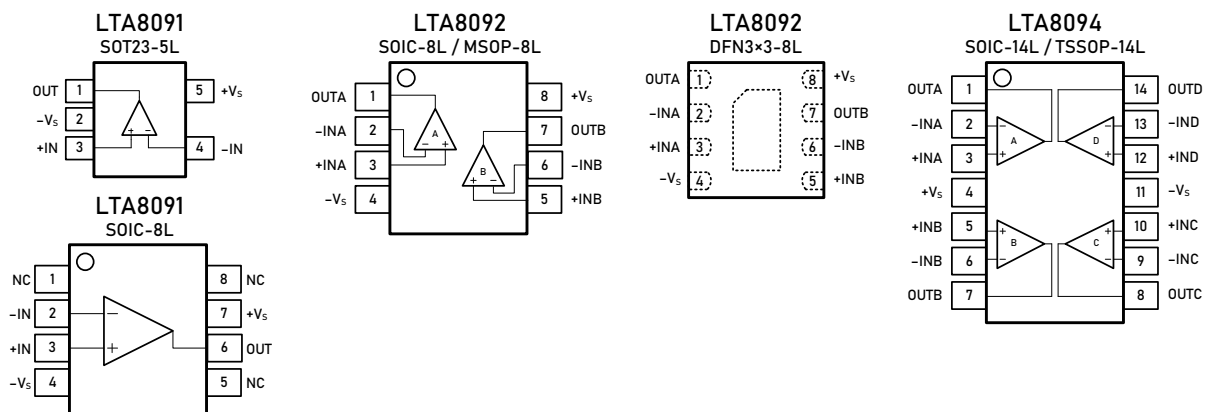 LTA8091
SOT23-5L
OUT 1 5 +Vs
–Vs 2
+IN 3 4 –IN
+ –
LTA8091
SOIC-8L
NC 1 8 NC
–IN 2 – 7 +Vs
+IN 3 + 6 OUT
–Vs 4 5 NC
LTA8092
SOIC-8L / MSOP-8L
OUTA 1 8 +Vs
–INA 2 A 7 OUTB
– +
+INA 3 B 6 –INB
+ –
–Vs 4 5 +INB
LTA8092
DFN3×3-8L
OUTA 1 8 +Vs
–INA 2 7 OUTB
+INA 3 6 –INB
–Vs 4 5 +INB
LTA8094
SOIC-14L / TSSOP-14L
OUTA 1 14 OUTD
–INA 2 – – 13 –IND
A D
+INA 3 + + 12 +IND
+Vs 4 11 –Vs
+INB 5 + + 10 +INC
B C
–INB 6 – – 9 –INC
OUTB 7 8 OUTC